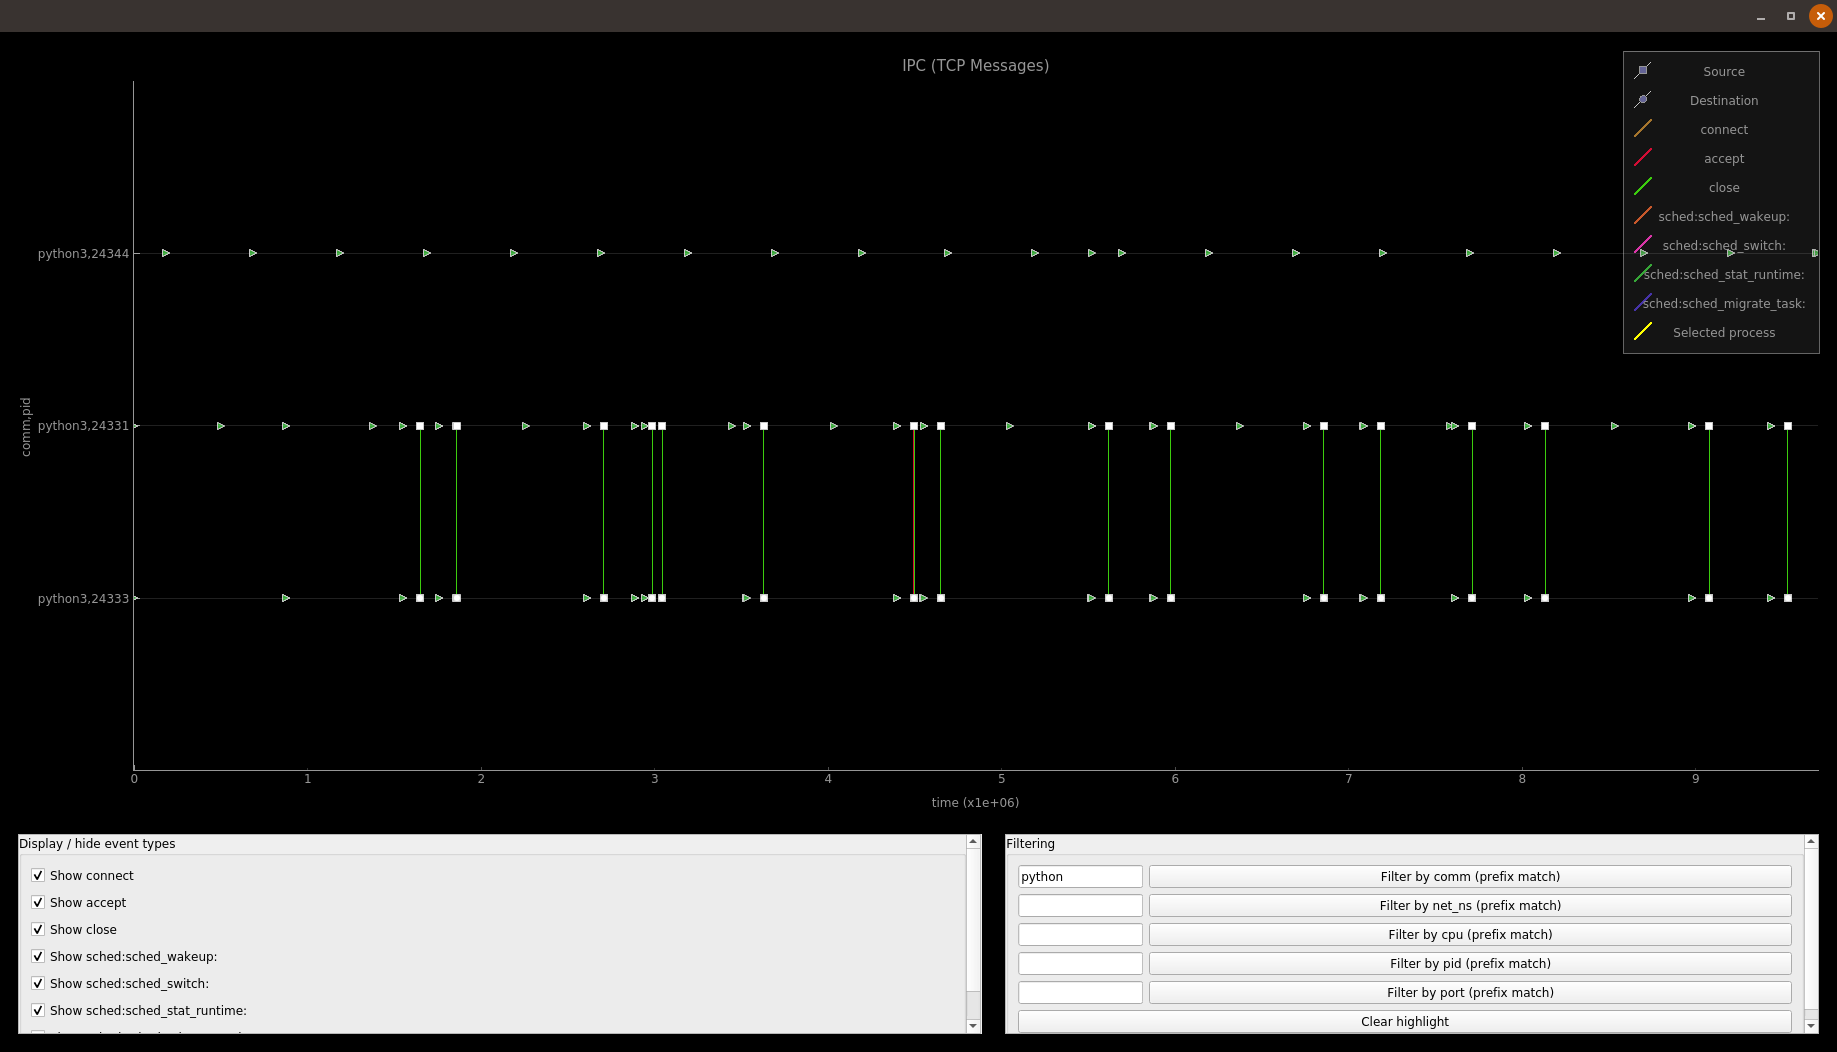 IPC (TCP Messages)
Source
Destination
connect
accept
close
sched:sched_wakeup:
sched:sched_switch:
sched:sched_stat_runtime:
sched:sched_migrate_task:
Selected process
comm,pid
python3,24344
python3,24331
python3,24333
0 1 2 3 4 5 6 7 8 9
time (x1e+06)
Display / hide event types
Show connect
Show accept
Show close
Show sched:sched_wakeup:
Show sched:sched_switch:
Show sched:sched_stat_runtime:
Filtering
python Filter by comm (prefix match)
Filter by net_ns (prefix match)
Filter by cpu (prefix match)
Filter by pid (prefix match)
Filter by port (prefix match)
Clear highlight